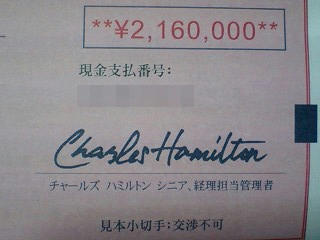 **¥2,160,000**
現金支払番号:
Charles Hamilton
チャールズ ハミルトン シニア、経理担当管理者
見本小切手:交渉不可